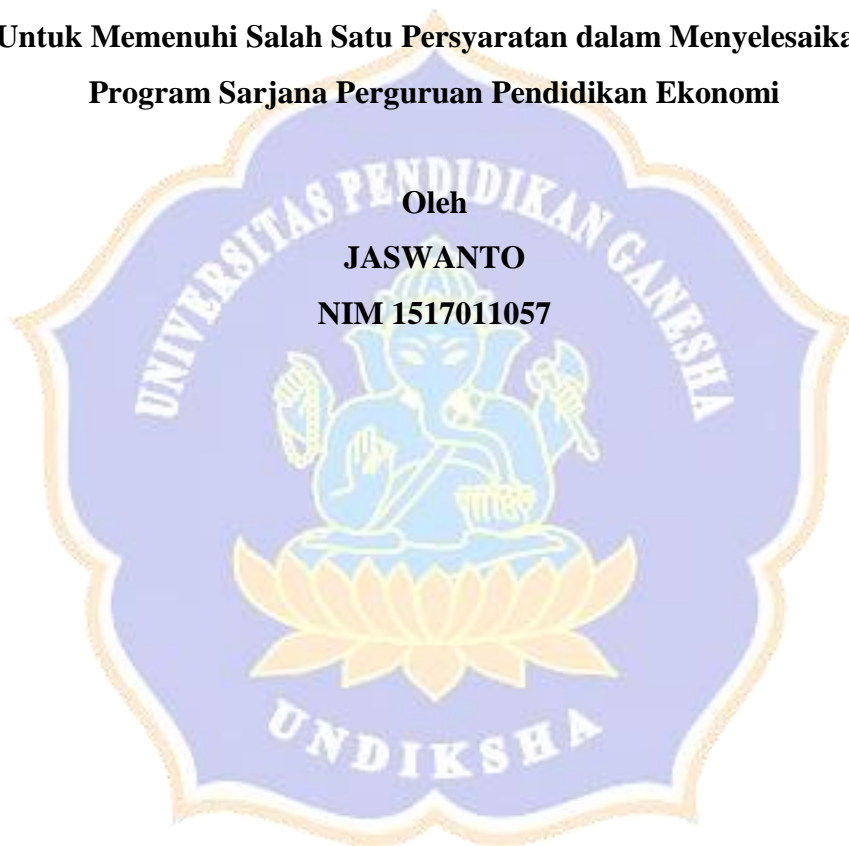 Untuk Memenuhi Salah Satu Persyaratan dalam Menyelesaika
Program Sarjana Perguruan Pendidikan Ekonomi
Oleh
JASWANTO
NIM 1517011057
UNIVERSITAS PENDIDIKAN GANESHA
UNDIKSHA